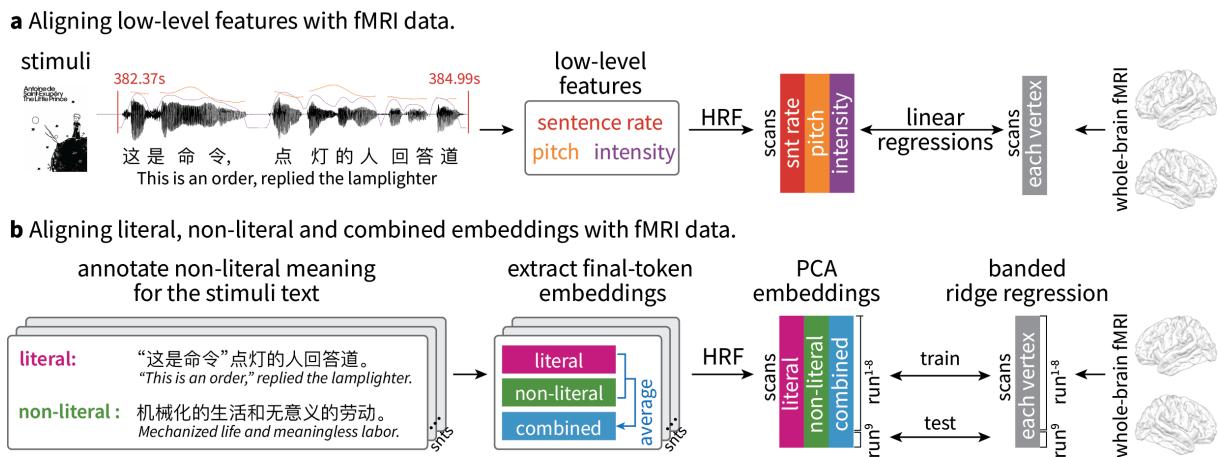 a Aligning low-level features with fMRI data.
stimuli
Antoine de
Saint-Exupéry
The Little Prince
382.37s
384.99s
这是命令, 点灯的人回答道
This is an order, replied the lamplighter
low-level
features
sentence rate
pitch intensity
HRF
scans
snt rate
pitch
intensity
linear
regressions
scans
each vertex
whole-brain fMRI
b Aligning literal, non-literal and combined embeddings with fMRI data.
annotate non-literal meaning
for the stimuli text
literal: “这是命令”点灯的人回答道。
“This is an order,” replied the lamplighter.
non-literal : 机械化的生活和无意义的劳动。
Mechanized life and meaningless labor.
... snts
extract final-token
embeddings
literal
non-literal
combined
average
... snts
HRF
PCA
embeddings
scans
literal
non-literal
combined
run1-8
run9
train
test
banded
ridge regression
scans
each vertex
run1-8
run9
whole-brain fMRI